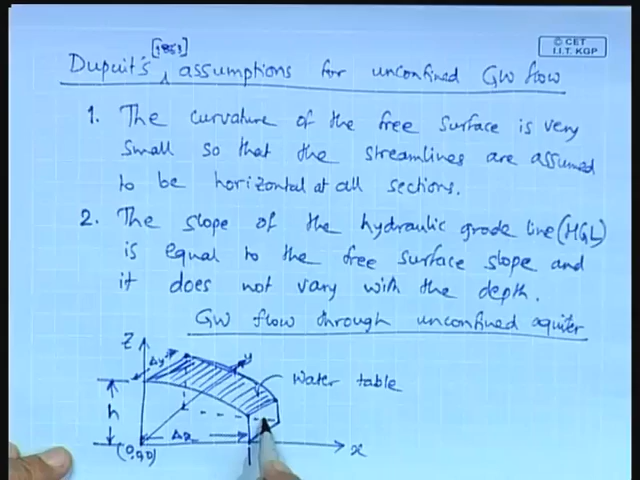 © CET
I.I.T. KGP
[1863]
Dupuit's assumptions for unconfined GW flow
1. The curvature of the free surface is very
small so that the streamlines are assumed
to be horizontal at all sections.
2. The slope of the hydraulic grade line (HGL)
is equal to the free surface slope and
it does not vary with the depth.
GW flow through unconfined aquifer
Z
Δy
y
Water table
h
Δx
(0,0,0)
x